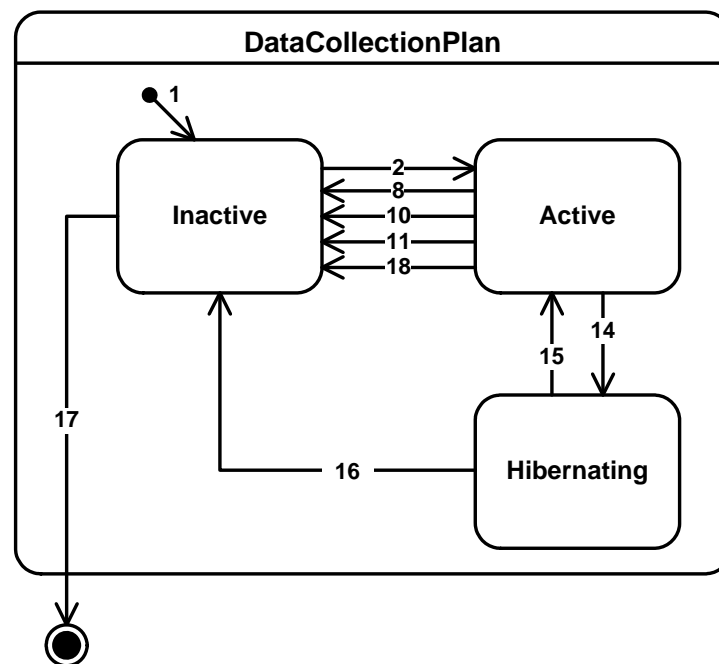 DataCollectionPlan
1
2
8
Inactive
10
Active
11
18
14
15
17
16
Hibernating